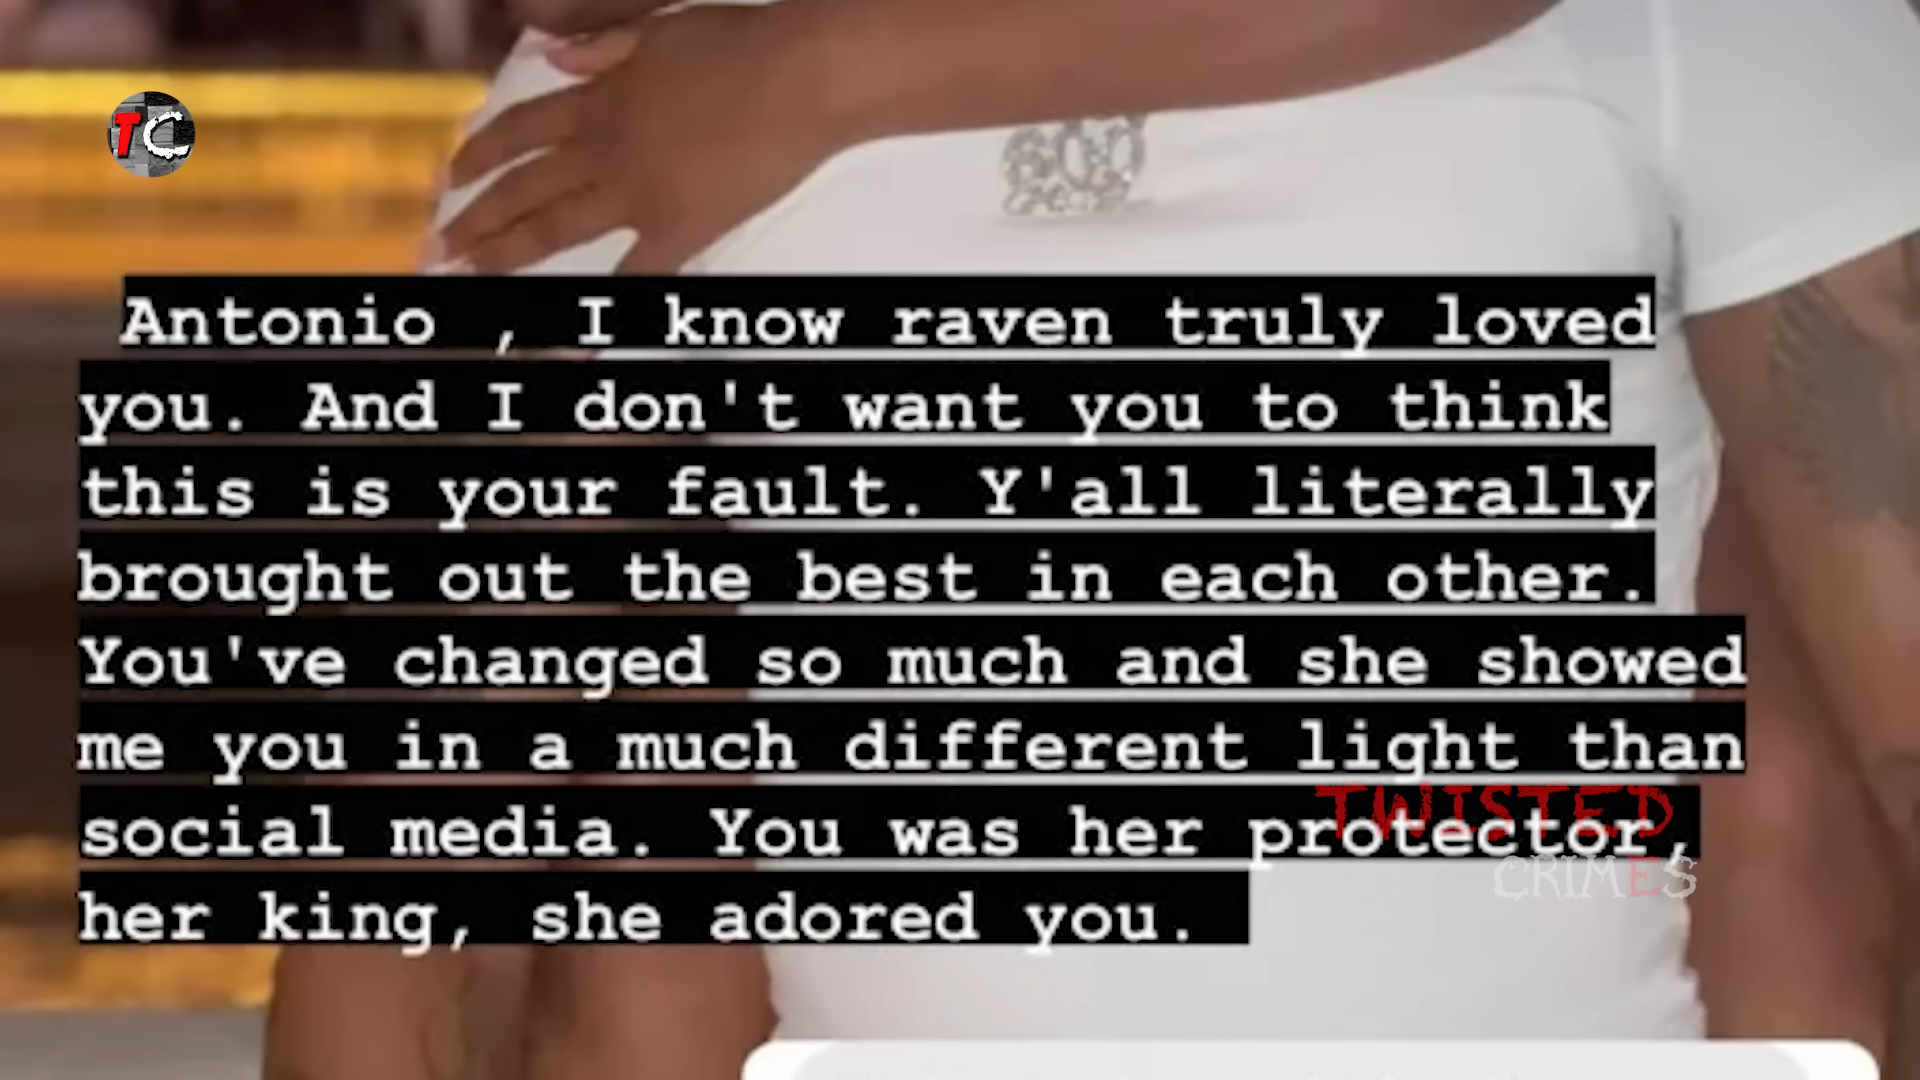 TC
Antonio , I know raven truly loved
you. And I don't want you to think
this is your fault. Y'all literally
brought out the best in each other.
You've changed so much and she showed
me you in a much different light than
social media. You was her protector,
her king, she adored you.
TWISTED
CRIMES